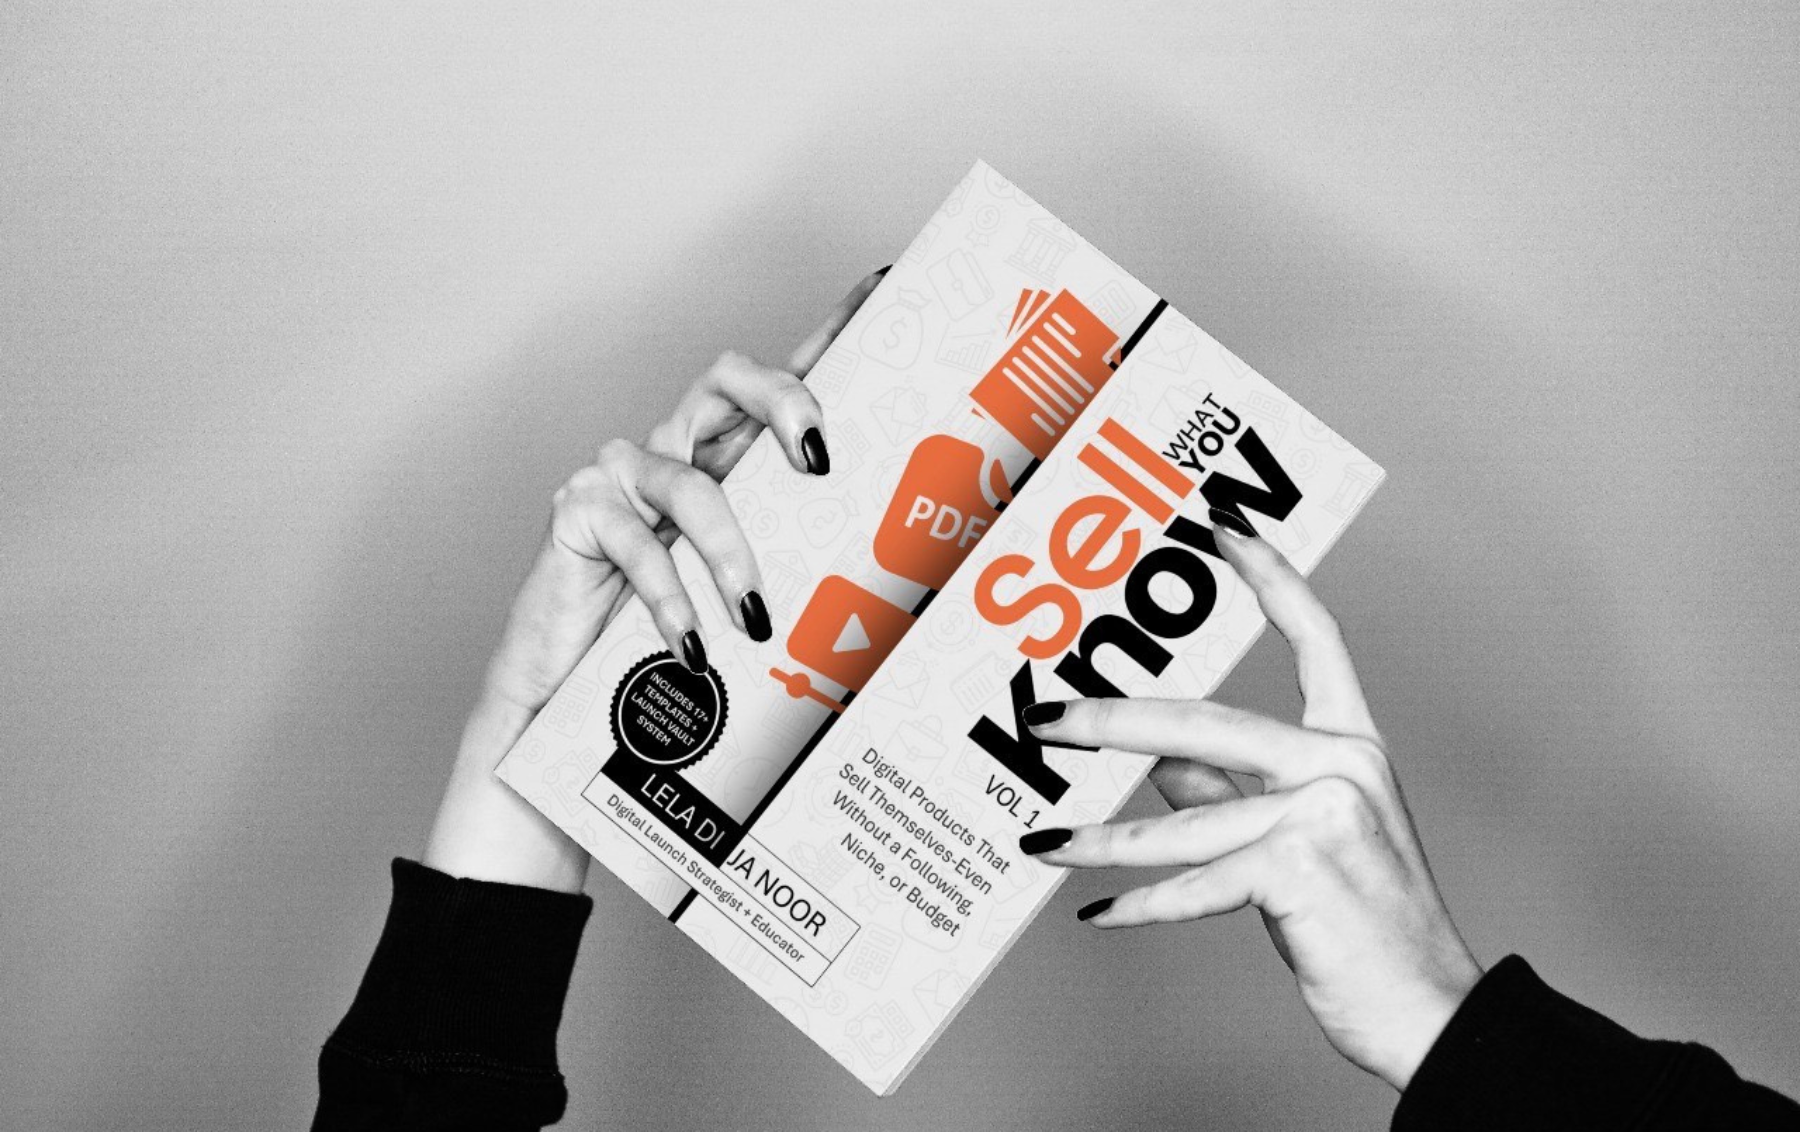 Sell
WHAT
YOU
Know
VOL 1
Digital Products That
Sell Themselves-Even
Without a Following,
Niche, or Budget
PDF
INCLUDES 17+
TEMPLATES +
LAUNCH VAULT
SYSTEM
LELA DI JA NOOR
Digital Launch Strategist + Educator